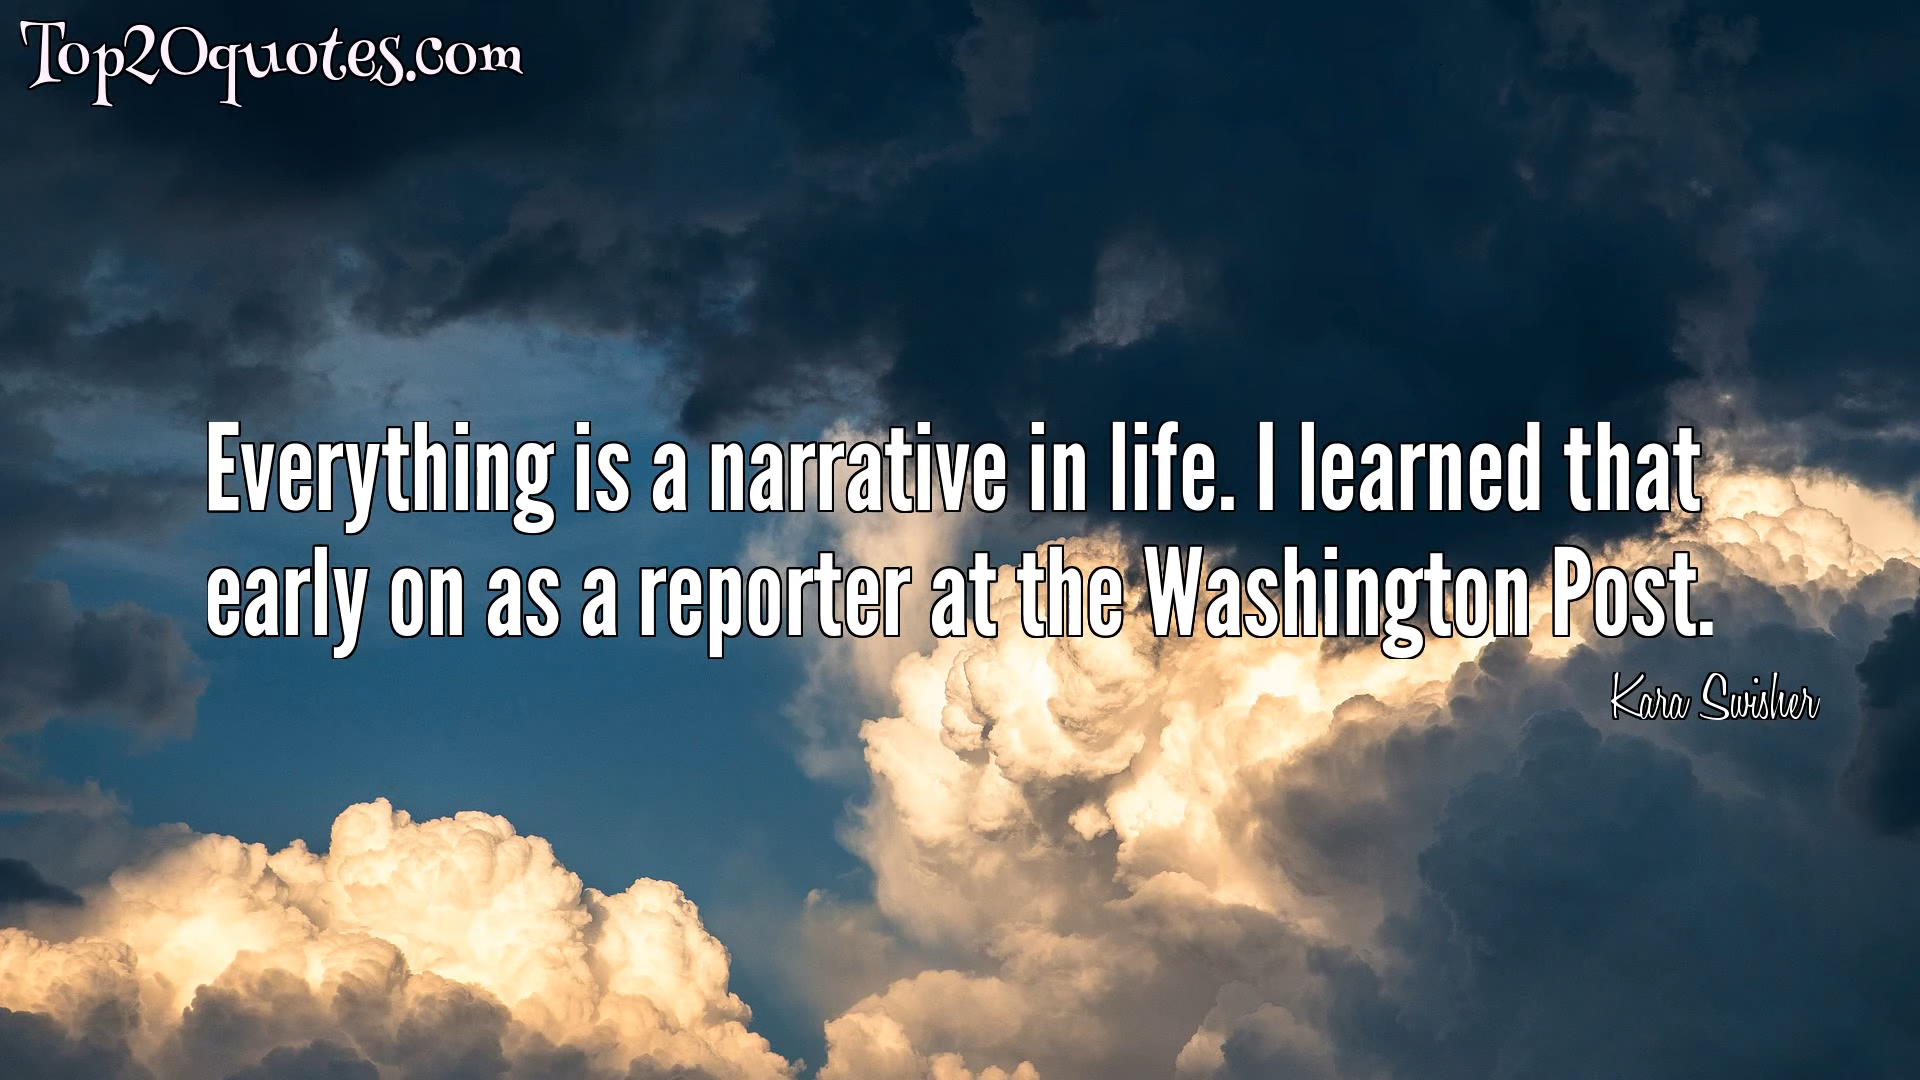 Top20quotes.com
Everything is a narrative in life. I learned that
early on as a reporter at the Washington Post.
Kara Swisher